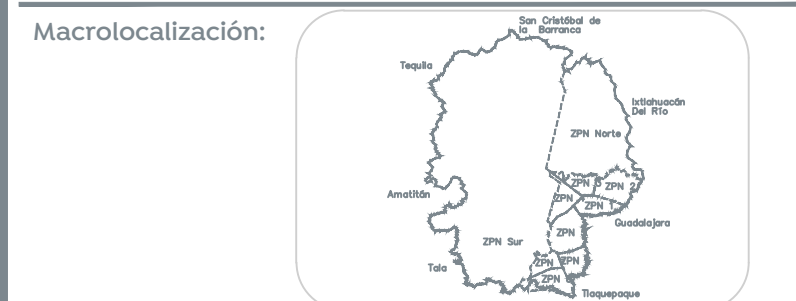 Macrolocalización:
San Cristóbal de
la Barranca
Tequila
Ixtlahuacán
Del Río
ZPN Norte
ZPN 3
ZPN 2
Amatitán
ZPN
ZPN 1
Guadalajara
ZPN
ZPN Sur
ZPN
ZPN
Tala
ZPN
Tlaquepaque